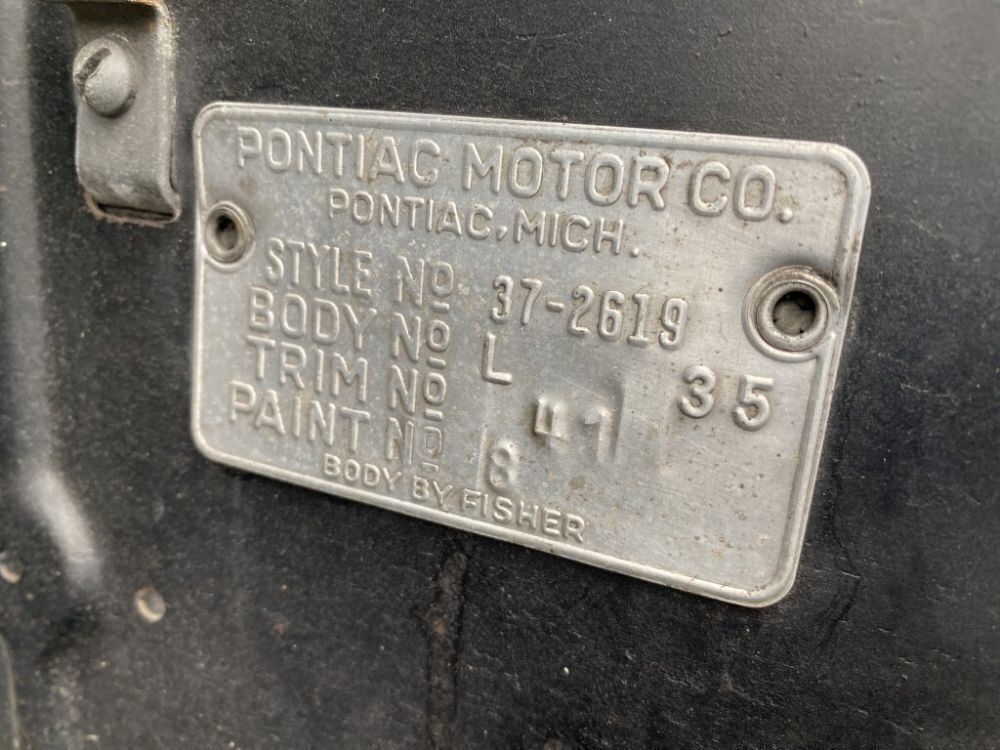 PONTIAC MOTOR CO.
PONTIAC, MICH.
STYLE NO 37-2619
BODY NO L 35
TRIM NO 41
PAINT NO 8
BODY BY FISHER